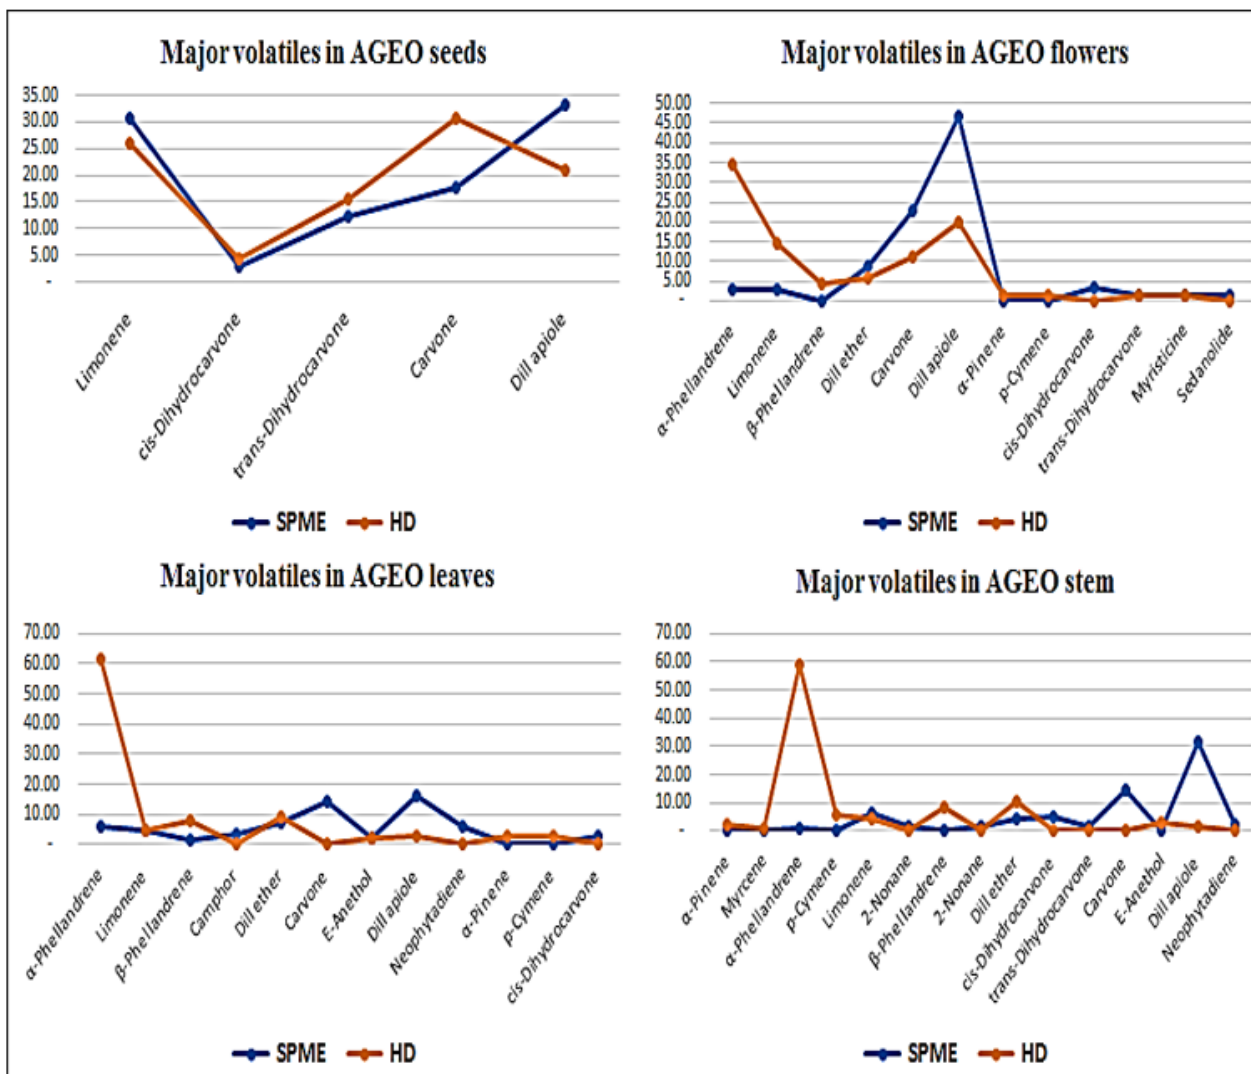 Major volatiles in AGEO seeds
35.00
30.00
25.00
20.00
15.00
10.00
5.00
-
Limonene
cis-Dihydrocarvone
trans-Dihydrocarvone
Carvone
Dill apiole
SPME HD
Major volatiles in AGEO flowers
50.00
45.00
40.00
35.00
30.00
25.00
20.00
15.00
10.00
5.00
-
α-Phellandrene
Limonene
β-Phellandrene
Dill ether
Carvone
Dill apiole
α-Pinene
p-Cymene
cis-Dihydrocarvone
trans-Dihydrocarvone
Myristicine
Sedanolide
SPME HD
Major volatiles in AGEO leaves
70.00
60.00
50.00
40.00
30.00
20.00
10.00
-
α-Phellandrene
Limonene
β-Phellandrene
Camphor
Dill ether
Carvone
E-Anethol
Dill apiole
Neophytadiene
α-Pinene
p-Cymene
cis-Dihydrocarvone
SPME HD
Major volatiles in AGEO stem
70.00
60.00
50.00
40.00
30.00
20.00
10.00
-
α-Pinene
Myrcene
α-Phellandrene
p-Cymene
Limonene
2-Nonane
β-Phellandrene
2-Nonane
Dill ether
cis-Dihydrocarvone
trans-Dihydrocarvone
Carvone
E-Anethol
Dill apiole
Neophytadiene
SPME HD